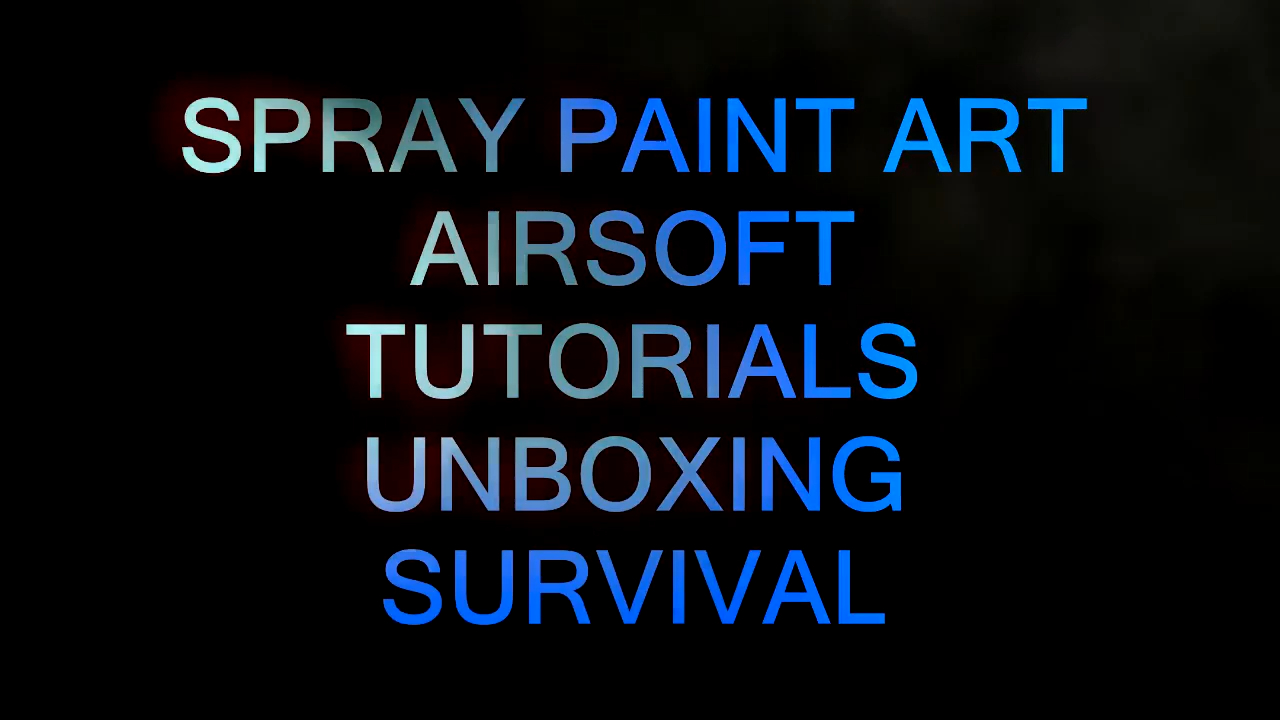 SPRAY PAINT ART
AIRSOFT
TUTORIALS
UNBOXING
SURVIVAL